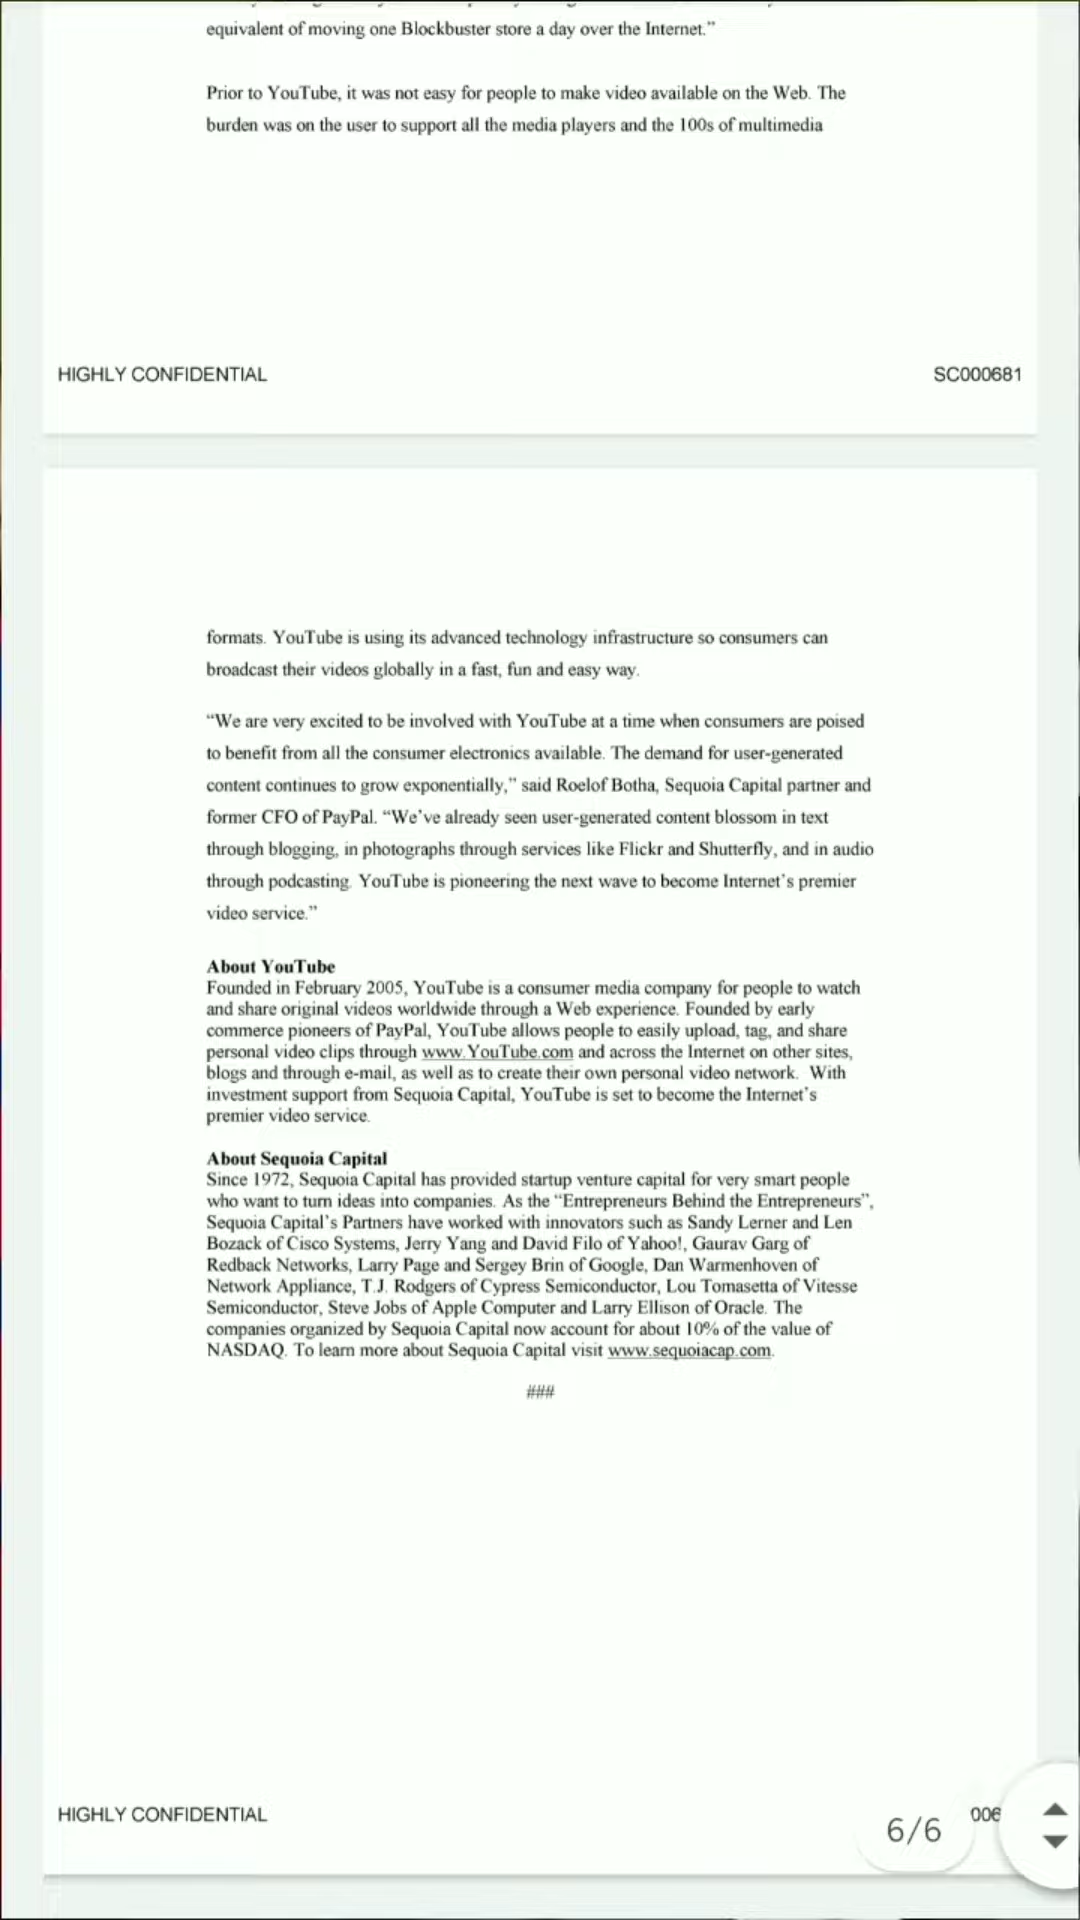 equivalent of moving one Blockbuster store a day over the Internet.”
Prior to YouTube, it was not easy for people to make video available on the Web. The
burden was on the user to support all the media players and the 100s of multimedia
HIGHLY CONFIDENTIAL
SC000681
formats. YouTube is using its advanced technology infrastructure so consumers can
broadcast their videos globally in a fast, fun and easy way.
“We are very excited to be involved with YouTube at a time when consumers are poised
to benefit from all the consumer electronics available. The demand for user-generated
content continues to grow exponentially,” said Roelof Botha, Sequoia Capital partner and
former CFO of PayPal. “We’ve already seen user-generated content blossom in text
through blogging, in photographs through services like Flickr and Shutterfly, and in audio
through podcasting. YouTube is pioneering the next wave to become Internet’s premier
video service.”
About YouTube
Founded in February 2005, YouTube is a consumer media company for people to watch
and share original videos worldwide through a Web experience. Founded by early
commerce pioneers of PayPal, YouTube allows people to easily upload, tag, and share
personal video clips through www.YouTube.com and across the Internet on other sites,
blogs and through e-mail, as well as to create their own personal video network. With
investment support from Sequoia Capital, YouTube is set to become the Internet’s
premier video service.
About Sequoia Capital
Since 1972, Sequoia Capital has provided startup venture capital for very smart people
who want to turn ideas into companies. As the “Entrepreneurs Behind the Entrepreneurs”,
Sequoia Capital’s Partners have worked with innovators such as Sandy Lerner and Len
Bozack of Cisco Systems, Jerry Yang and David Filo of Yahoo!, Gaurav Garg of
Redback Networks, Larry Page and Sergey Brin of Google, Dan Warmenhoven of
Network Appliance, T.J. Rodgers of Cypress Semiconductor, Lou Tomasetta of Vitesse
Semiconductor, Steve Jobs of Apple Computer and Larry Ellison of Oracle. The
companies organized by Sequoia Capital now account for about 10% of the value of
NASDAQ. To learn more about Sequoia Capital visit www.sequoiacap.com.
###
HIGHLY CONFIDENTIAL
6/6